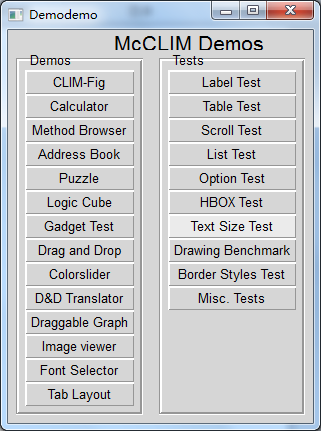 Demodemo
McCLIM Demos
Demos
CLIM-Fig
Calculator
Method Browser
Address Book
Puzzle
Logic Cube
Gadget Test
Drag and Drop
Colorslider
D&D Translator
Draggable Graph
Image viewer
Font Selector
Tab Layout
Tests
Label Test
Table Test
Scroll Test
List Test
Option Test
HBOX Test
Text Size Test
Drawing Benchmark
Border Styles Test
Misc. Tests